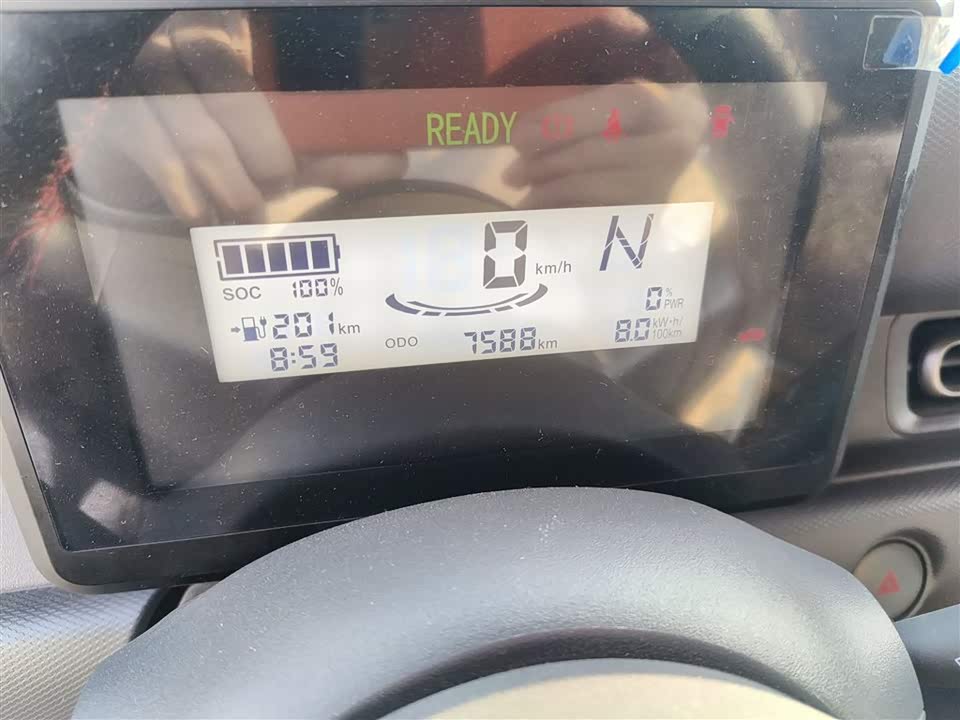 READY
0 km/h N
SOC 100%
0 % PWR
201 km
8.0 kW·h/100km
8:59
ODO 7588 km